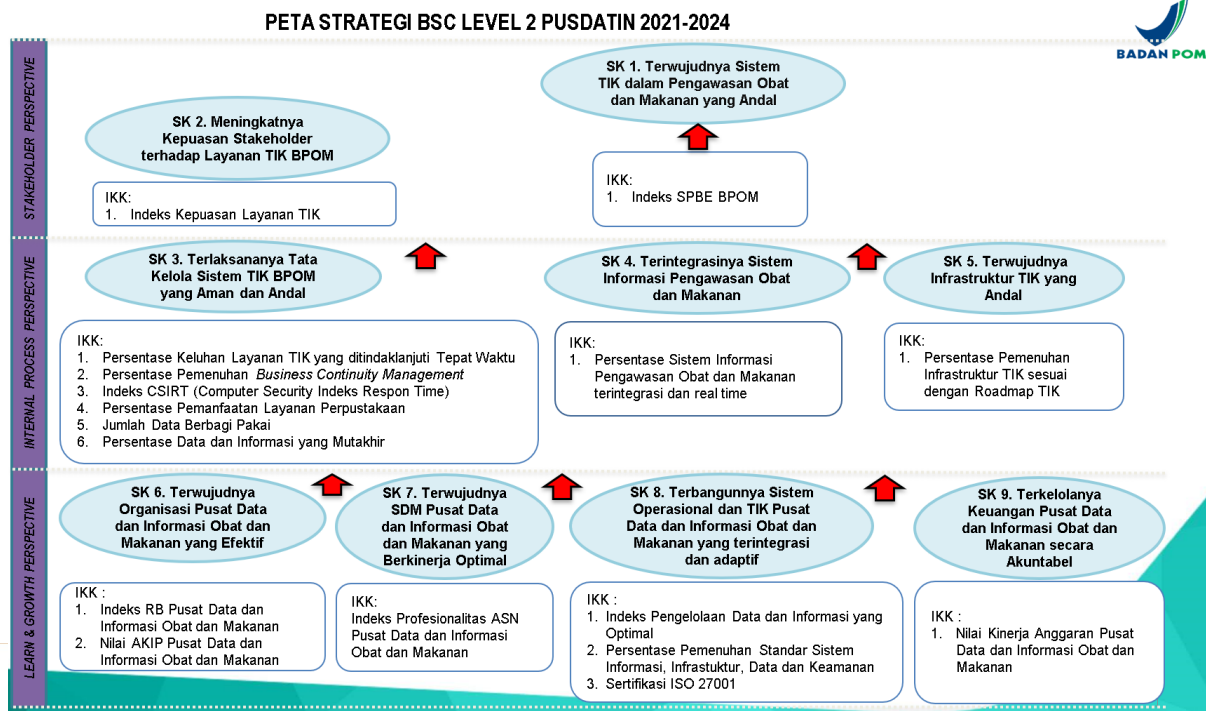 PETA STRATEGI BSC LEVEL 2 PUSDATIN 2021-2024
BADAN POM
STAKEHOLDER PERSPECTIVE
SK 1. Terwujudnya Sistem
TIK dalam Pengawasan Obat
dan Makanan yang Andal
SK 2. Meningkatnya
Kepuasan Stakeholder
terhadap Layanan TIK BPOM
IKK:
1. Indeks Kepuasan Layanan TIK
IKK:
1. Indeks SPBE BPOM
INTERNAL PROCESS PERSPECTIVE
SK 3. Terlaksananya Tata
Kelola Sistem TIK BPOM
yang Aman dan Andal
SK 4. Terintegrasinya Sistem
Informasi Pengawasan Obat
dan Makanan
SK 5. Terwujudnya
Infrastruktur TIK yang
Andal
IKK:
1. Persentase Keluhan Layanan TIK yang ditindaklanjuti Tepat Waktu
2. Persentase Pemenuhan Business Continuity Management
3. Indeks CSIRT (Computer Security Indeks Respon Time)
4. Persentase Pemanfaatan Layanan Perpustakaan
5. Jumlah Data Berbagi Pakai
6. Persentase Data dan Informasi yang Mutakhir
IKK:
1. Persentase Sistem Informasi
Pengawasan Obat dan Makanan
terintegrasi dan real time
IKK:
1. Persentase Pemenuhan
Infrastruktur TIK sesuai
dengan Roadmap TIK
LEARN & GROWTH PERSPECTIVE
SK 6. Terwujudnya
Organisasi Pusat Data
dan Informasi Obat dan
Makanan yang Efektif
SK 7. Terwujudnya
SDM Pusat Data
dan Informasi Obat
dan Makanan yang
Berkinerja Optimal
SK 8. Terbangunnya Sistem
Operasional dan TIK Pusat
Data dan Informasi Obat dan
Makanan yang terintegrasi
dan adaptif
SK 9. Terkelolanya
Keuangan Pusat Data
dan Informasi Obat dan
Makanan secara
Akuntabel
IKK :
1. Indeks RB Pusat Data dan
Informasi Obat dan Makanan
2. Nilai AKIP Pusat Data dan
Informasi Obat dan Makanan
IKK:
Indeks Profesionalitas ASN
Pusat Data dan Informasi
Obat dan Makanan
IKK :
1. Indeks Pengelolaan Data dan Informasi yang
Optimal
2. Persentase Pemenuhan Standar Sistem
Informasi, Infrastuktur, Data dan Keamanan
3. Sertifikasi ISO 27001
IKK :
1. Nilai Kinerja Anggaran Pusat
Data dan Informasi Obat dan
Makanan